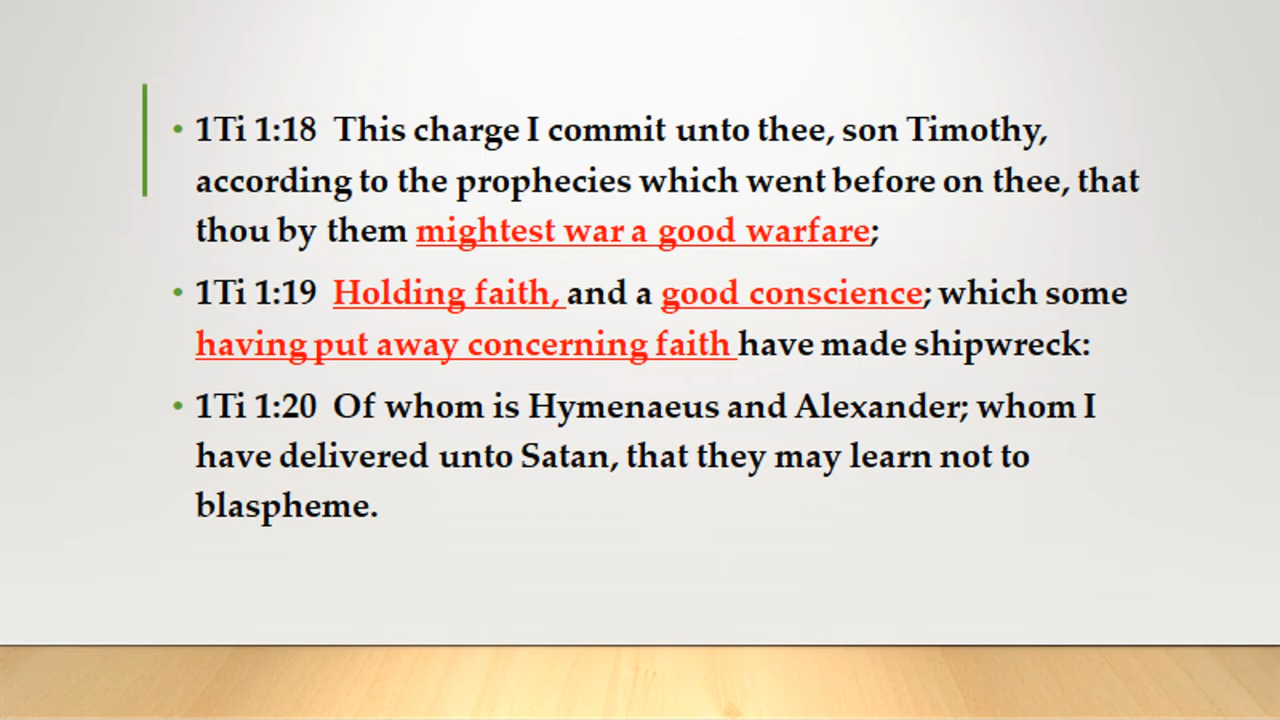 • 1Ti 1:18 This charge I commit unto thee, son Timothy,
according to the prophecies which went before on thee, that
thou by them mightest war a good warfare;
• 1Ti 1:19 Holding faith, and a good conscience; which some
having put away concerning faith have made shipwreck:
• 1Ti 1:20 Of whom is Hymenaeus and Alexander; whom I
have delivered unto Satan, that they may learn not to
blaspheme.